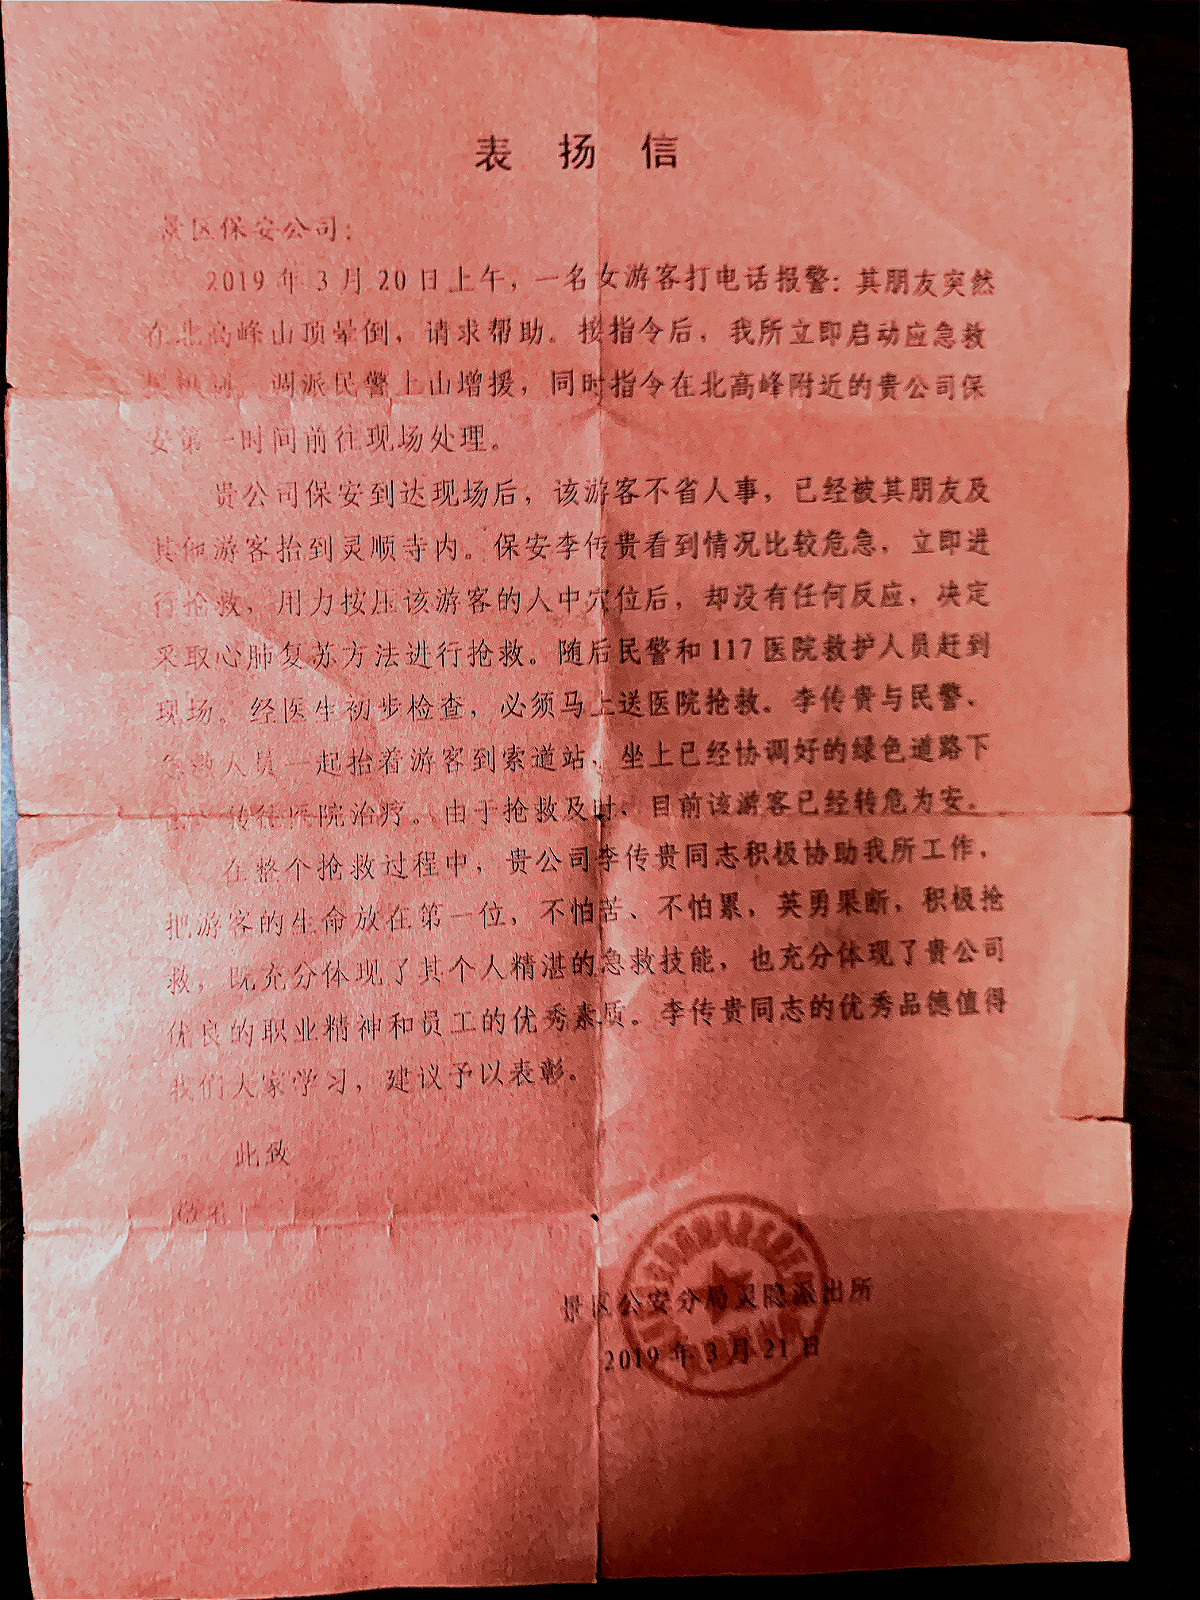 表扬信
景区保安公司：
2019年3月20日上午，一名女游客打电话报警：其朋友突然
在北高峰山顶晕倒，请求帮助。接指令后，我所立即启动应急救
调派民警上山增援，同时指令在北高峰附近的贵公司保
安第一时间前往现场处理。
贵公司保安到达现场后，该游客不省人事，已经被其朋友及
其他游客抬到灵顺寺内。保安李传贵看到情况比较危急，立即进
行抢救，用力按压该游客的人中穴位后，却没有任何反应，决定
采取心肺复苏方法进行抢救。随后民警和117医院救护人员赶到
现场。经医生初步检查，必须马上送医院抢救。李传贵与民警、
急救人员一起抬着游客到索道站，坐上已经协调好的绿色道路下
转往医院治疗。由于抢救及时、目前该游客已经转危为安。
在整个抢救过程中，贵公司李传贵同志积极协助我所工作，
把游客的生命放在第一位，不怕苦、不怕累，英勇果断，积极抢
救，既充分体现了其个人精湛的急救技能，也充分体现了贵公司
优良的职业精神和员工的优秀素质。李传贵同志的优秀品德值得
我们大家学习，建议予以表彰。
此致
敬礼
景区公安分局灵隐派出所
2019年3月21日